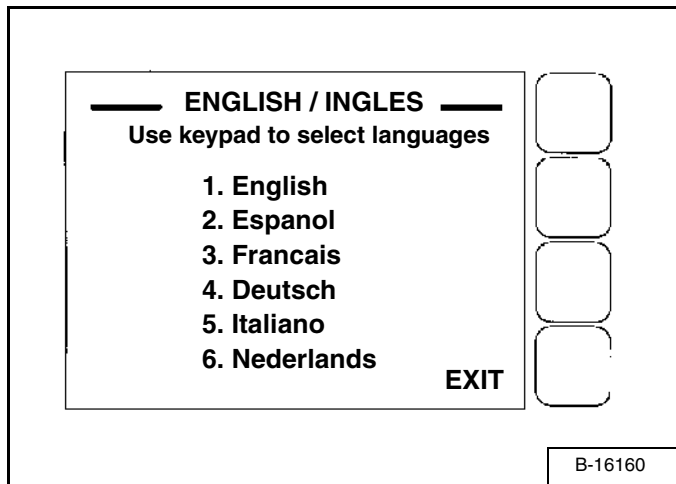 ENGLISH / INGLES
Use keypad to select languages
1. English
2. Espanol
3. Francais
4. Deutsch
5. Italiano
6. Nederlands
EXIT
B-16160